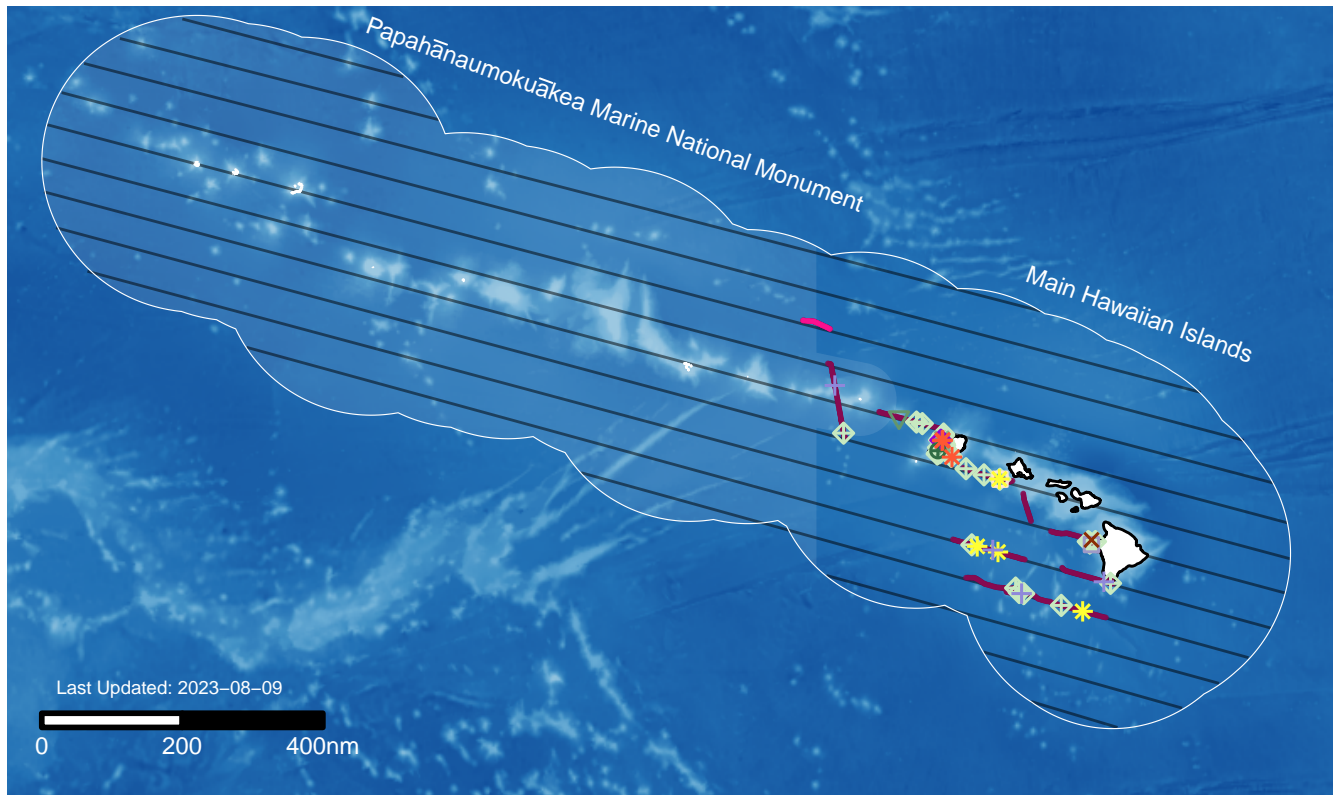 Papahānaumokuākea Marine National Monument
Main Hawaiian Islands
Last Updated: 2023−08−09
0 200 400nm